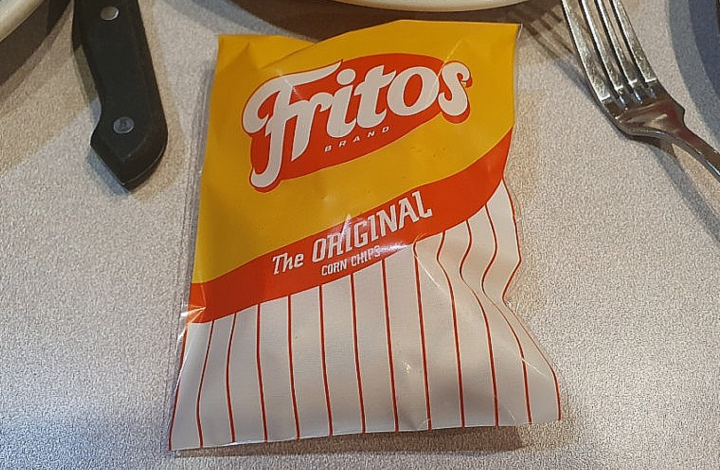 Fritos
BRAND
The ORIGINAL
CORN CHIPS